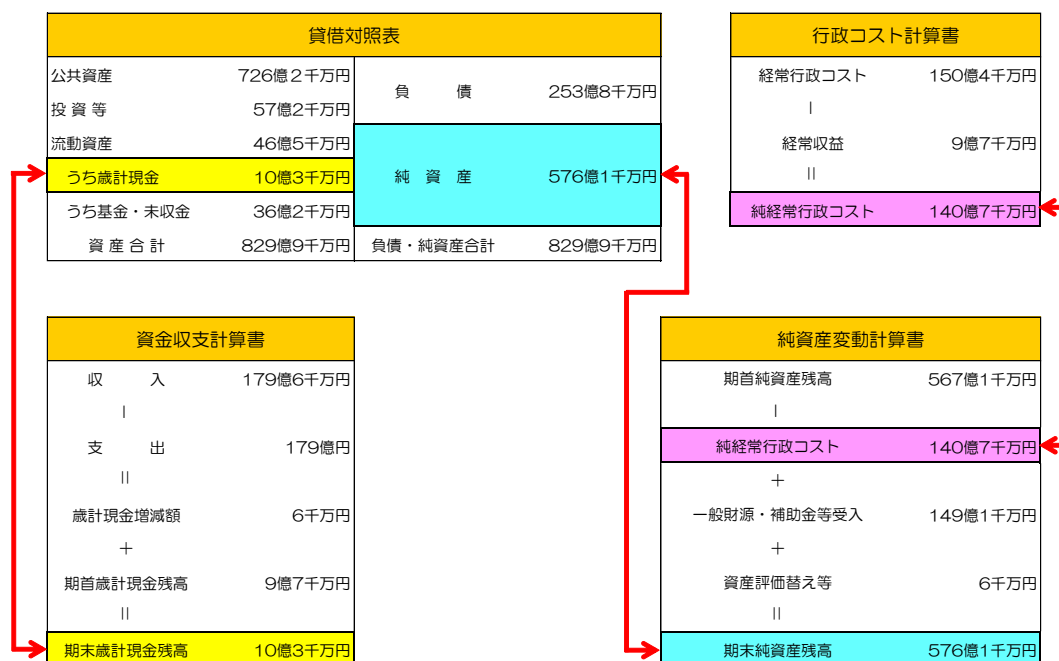 貸借対照表
公共資産 726億2千万円
投資等 57億2千万円
流動資産 46億5千万円
うち歳計現金 10億3千万円
うち基金・未収金 36億2千万円
資産合計 829億9千万円
負債 253億8千万円
純資産 576億1千万円
負債・純資産合計 829億9千万円
行政コスト計算書
経常行政コスト 150億4千万円
－
経常収益 9億7千万円
＝
純経常行政コスト 140億7千万円
資金収支計算書
収入 179億6千万円
－
支出 179億円
＝
歳計現金増減額 6千万円
＋
期首歳計現金残高 9億7千万円
＝
期末歳計現金残高 10億3千万円
純資産変動計算書
期首純資産残高 567億1千万円
－
純経常行政コスト 140億7千万円
＋
一般財源・補助金等受入 149億1千万円
＋
資産評価替え等 6千万円
＝
期末純資産残高 576億1千万円